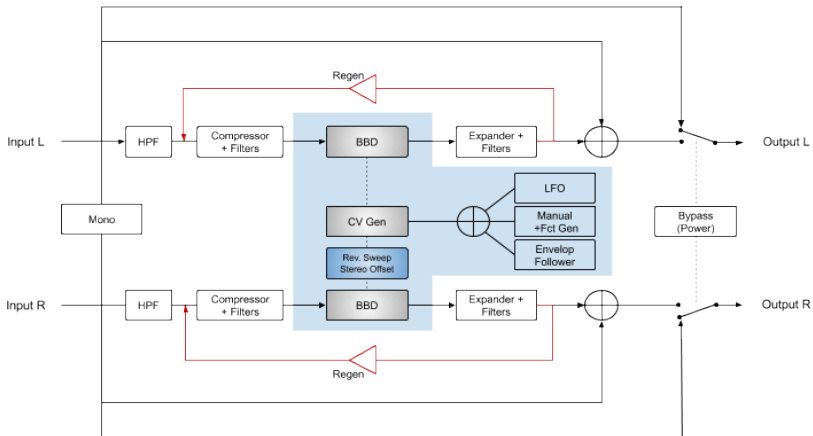 Regen
Input L
HPF
Compressor
+ Filters
BBD
Expander +
Filters
Output L
LFO
Mono
CV Gen
Manual
+Fct Gen
Bypass
(Power)
Rev. Sweep
Stereo Offset
Envelop
Follower
Input R
HPF
Compressor
+ Filters
BBD
Expander +
Filters
Output R
Regen